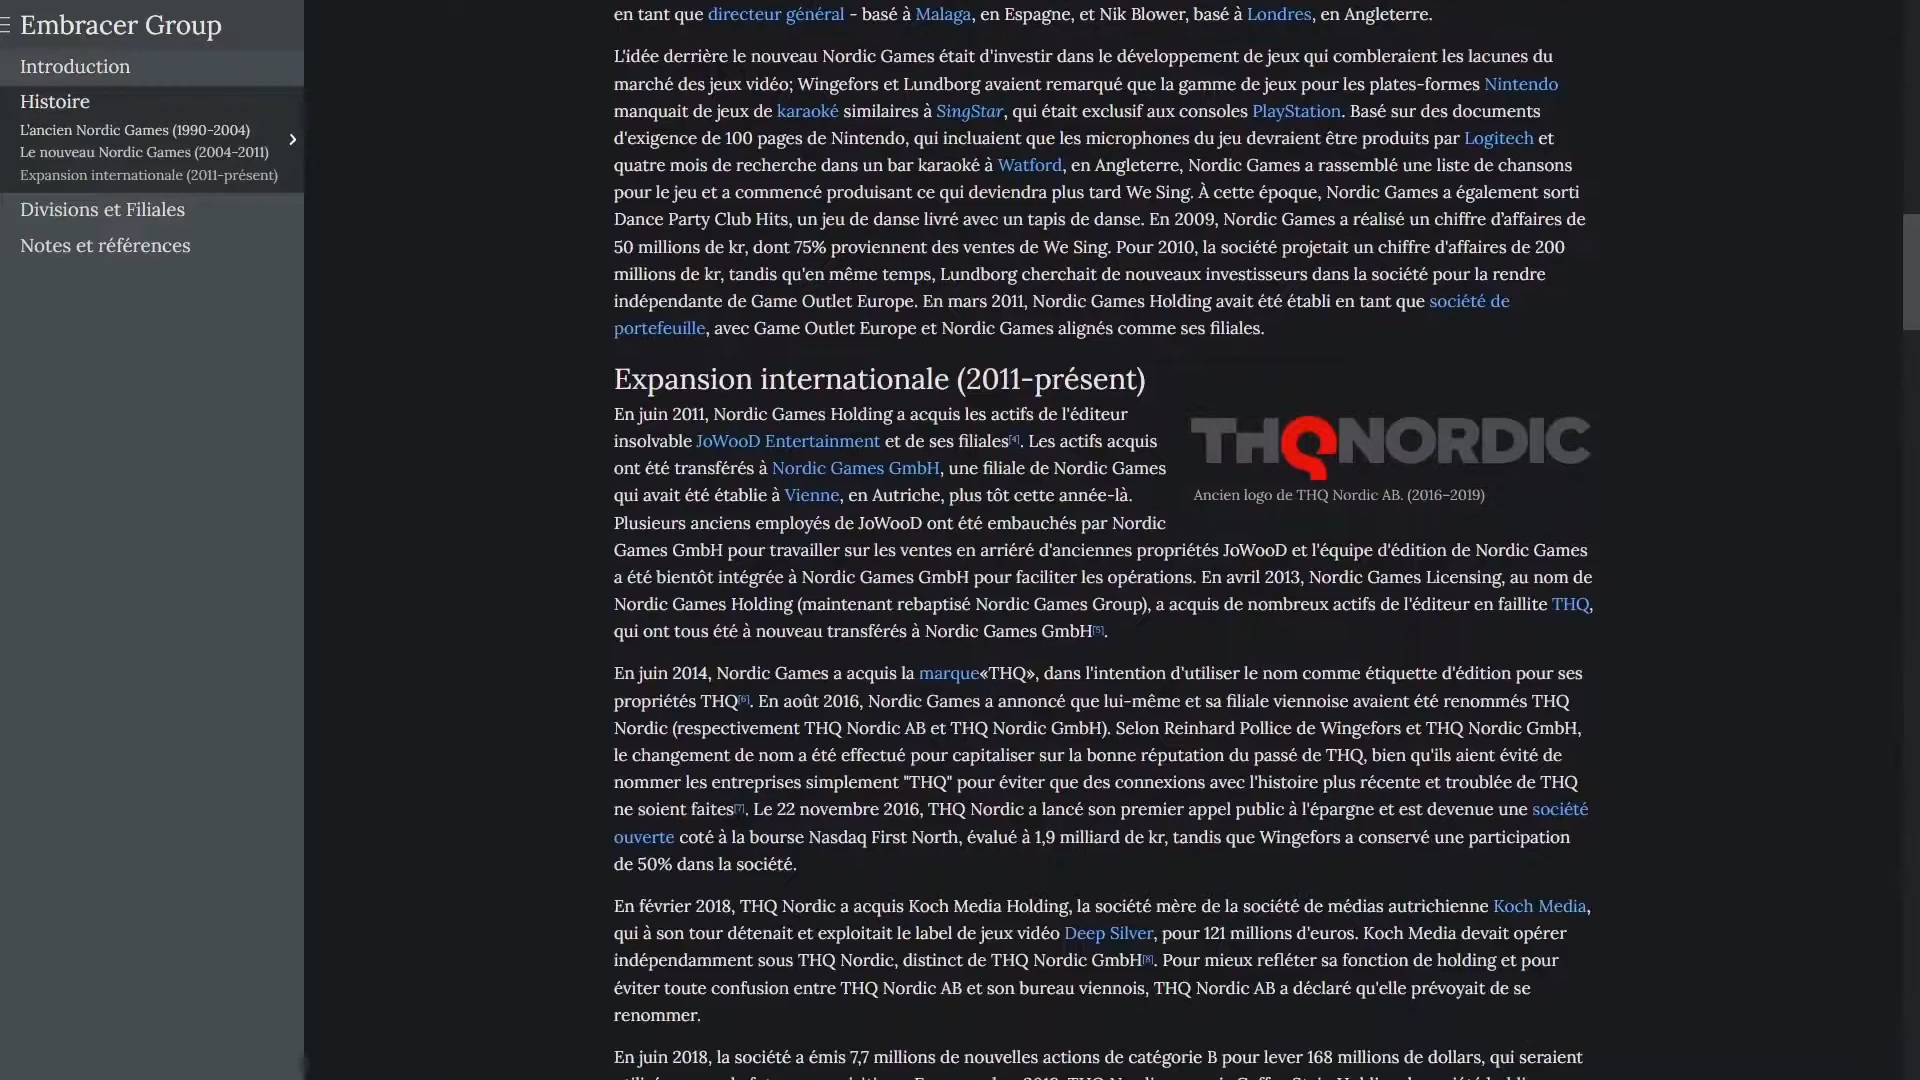 Embracer Group
Introduction
Histoire
L'ancien Nordic Games (1990-2004)
Le nouveau Nordic Games (2004-2011)
Expansion internationale (2011-présent)
Divisions et Filiales
Notes et références
en tant que directeur général - basé à Malaga, en Espagne, et Nik Blower, basé à Londres, en Angleterre.
L'idée derrière le nouveau Nordic Games était d'investir dans le développement de jeux qui combleraient les lacunes du
marché des jeux vidéo; Wingefors et Lundborg avaient remarqué que la gamme de jeux pour les plates-formes Nintendo
manquait de jeux de karaoké similaires à SingStar, qui était exclusif aux consoles PlayStation. Basé sur des documents
d'exigence de 100 pages de Nintendo, qui incluaient que les microphones du jeu devraient être produits par Logitech et
quatre mois de recherche dans un bar karaoké à Watford, en Angleterre, Nordic Games a rassemblé une liste de chansons
pour le jeu et a commencé produisant ce qui deviendra plus tard We Sing. À cette époque, Nordic Games a également sorti
Dance Party Club Hits, un jeu de danse livré avec un tapis de danse. En 2009, Nordic Games a réalisé un chiffre d'affaires de
50 millions de kr, dont 75% proviennent des ventes de We Sing. Pour 2010, la société projetait un chiffre d'affaires de 200
millions de kr, tandis qu'en même temps, Lundborg cherchait de nouveaux investisseurs dans la société pour la rendre
indépendante de Game Outlet Europe. En mars 2011, Nordic Games Holding avait été établi en tant que société de
portefeuille, avec Game Outlet Europe et Nordic Games alignés comme ses filiales.
Expansion internationale (2011-présent)
En juin 2011, Nordic Games Holding a acquis les actifs de l'éditeur
insolvable JoWooD Entertainment et de ses filiales[4]. Les actifs acquis
ont été transférés à Nordic Games GmbH, une filiale de Nordic Games
qui avait été établie à Vienne, en Autriche, plus tôt cette année-là.
Plusieurs anciens employés de JoWooD ont été embauchés par Nordic
THQNORDIC
Ancien logo de THQ Nordic AB. (2016-2019)
Games GmbH pour travailler sur les ventes en arriéré d'anciennes propriétés JoWooD et l'équipe d'édition de Nordic Games
a été bientôt intégrée à Nordic Games GmbH pour faciliter les opérations. En avril 2013, Nordic Games Licensing, au nom de
Nordic Games Holding (maintenant rebaptisé Nordic Games Group), a acquis de nombreux actifs de l'éditeur en faillite THQ,
qui ont tous été à nouveau transférés à Nordic Games GmbH[5].
En juin 2014, Nordic Games a acquis la marque«THQ», dans l'intention d'utiliser le nom comme étiquette d'édition pour ses
propriétés THQ[6]. En août 2016, Nordic Games a annoncé que lui-même et sa filiale viennoise avaient été renommés THQ
Nordic (respectivement THQ Nordic AB et THQ Nordic GmbH). Selon Reinhard Pollice de Wingefors et THQ Nordic GmbH,
le changement de nom a été effectué pour capitaliser sur la bonne réputation du passé de THQ, bien qu'ils aient évité de
nommer les entreprises simplement "THQ" pour éviter que des connexions avec l'histoire plus récente et troublée de THQ
ne soient faites[7]. Le 22 novembre 2016, THQ Nordic a lancé son premier appel public à l'épargne et est devenue une société
ouverte coté à la bourse Nasdaq First North, évalué à 1,9 milliard de kr, tandis que Wingefors a conservé une participation
de 50% dans la société.
En février 2018, THQ Nordic a acquis Koch Media Holding, la société mère de la société de médias autrichienne Koch Media,
qui à son tour détenait et exploitait le label de jeux vidéo Deep Silver, pour 121 millions d'euros. Koch Media devait opérer
indépendamment sous THQ Nordic, distinct de THQ Nordic GmbH[8]. Pour mieux refléter sa fonction de holding et pour
éviter toute confusion entre THQ Nordic AB et son bureau viennois, THQ Nordic AB a déclaré qu'elle prévoyait de se
renommer.
En juin 2018, la société a émis 7,7 millions de nouvelles actions de catégorie B pour lever 168 millions de dollars, qui seraient